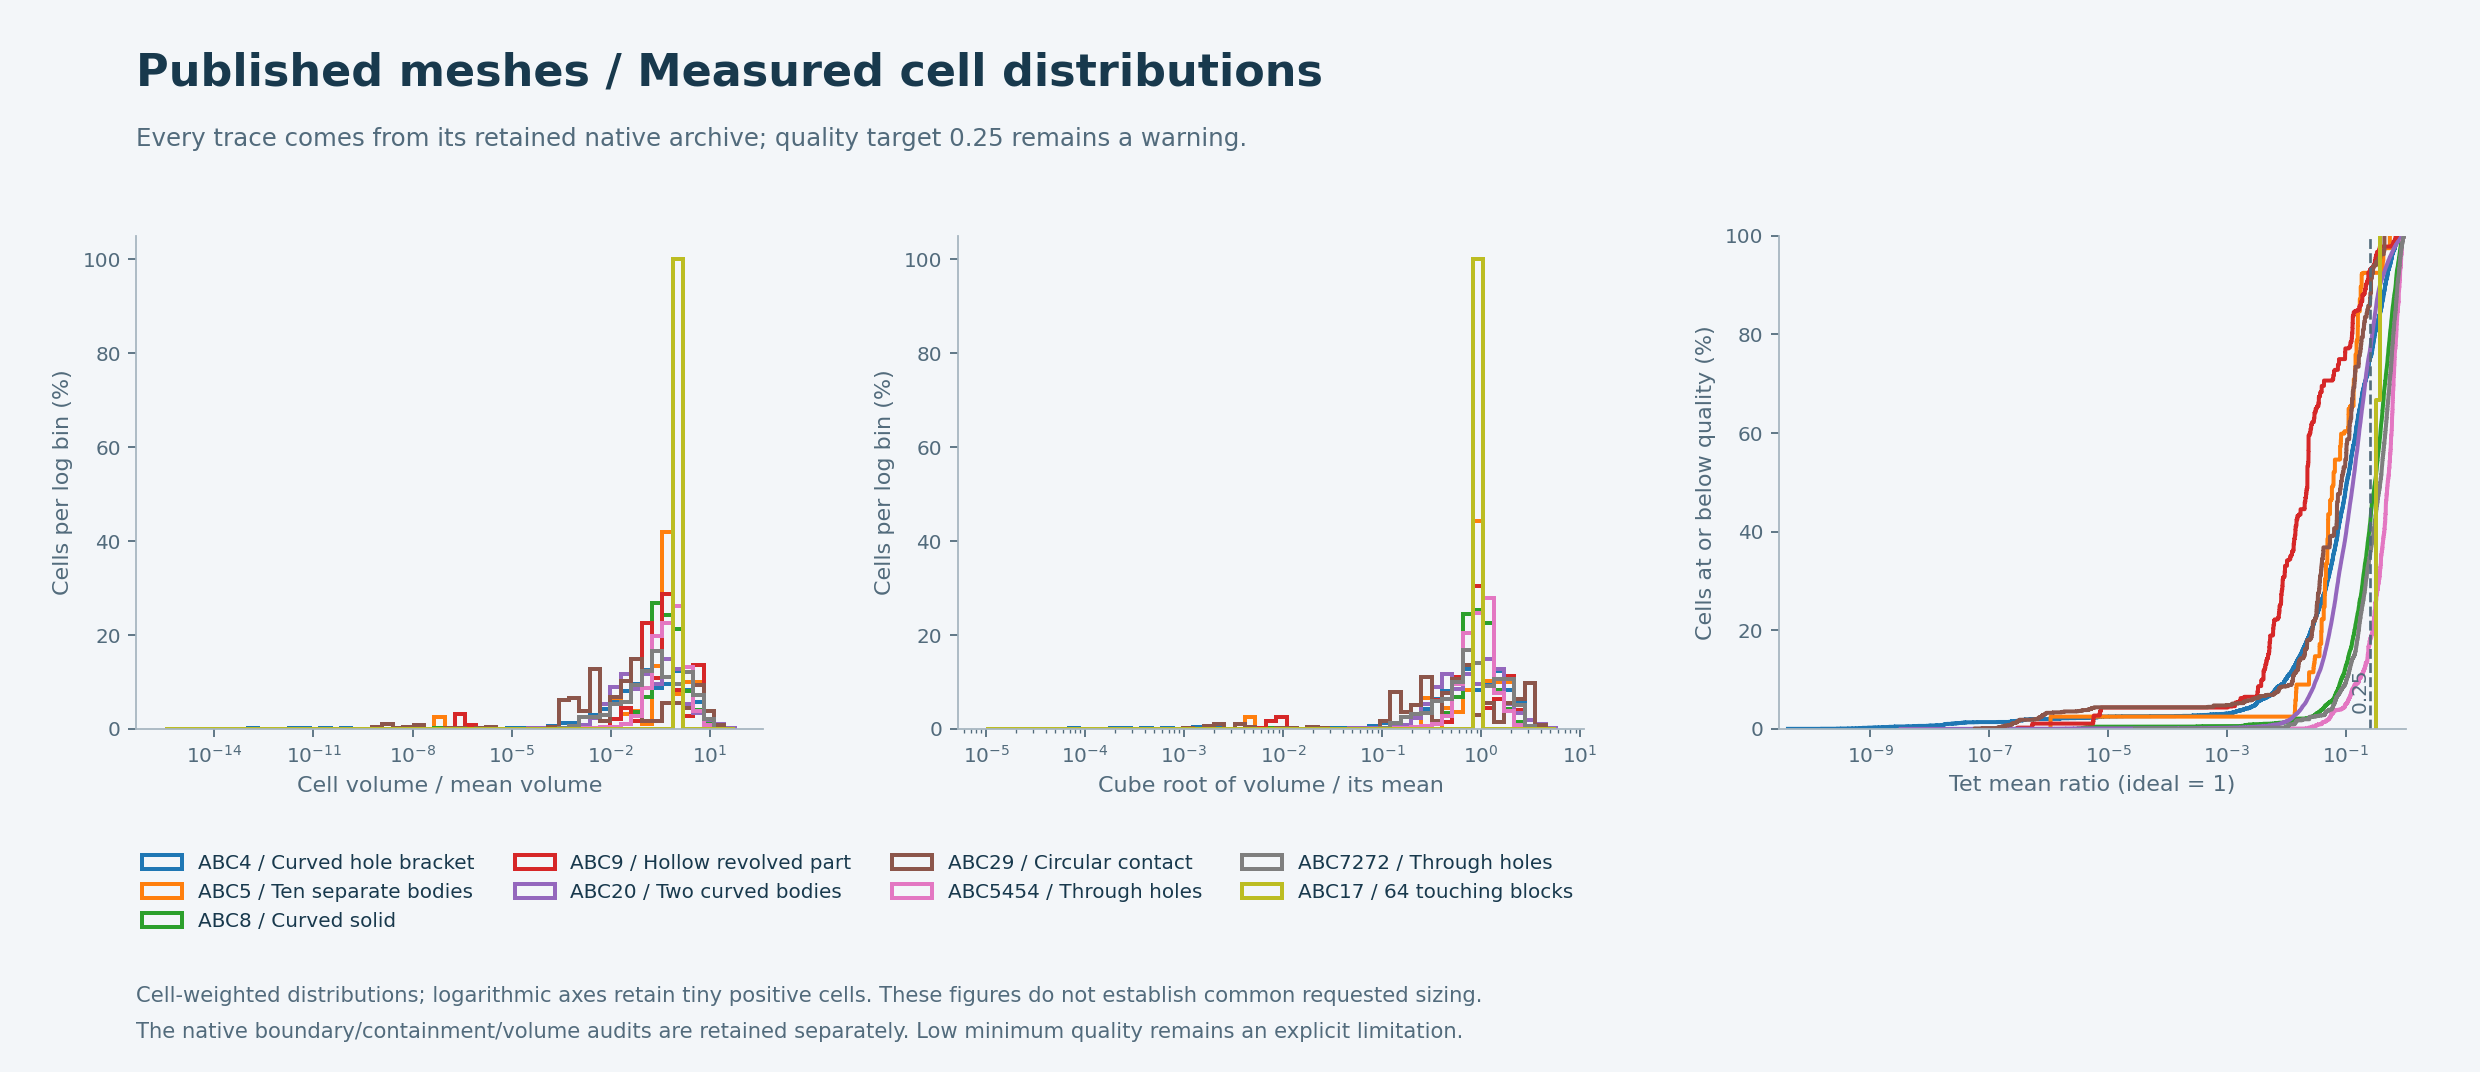 Published meshes / Measured cell distributions
Every trace comes from its retained native archive; quality target 0.25 remains a warning.
Cells per log bin (%)
100
80
60
40
20
0
10⁻¹⁴ 10⁻¹¹ 10⁻⁸ 10⁻⁵ 10⁻² 10¹
Cell volume / mean volume
Cells per log bin (%)
100
80
60
40
20
0
10⁻⁵ 10⁻⁴ 10⁻³ 10⁻² 10⁻¹ 10⁰ 10¹
Cube root of volume / its mean
Cells at or below quality (%)
100
80
60
40
20
0
0.25
10⁻⁹ 10⁻⁷ 10⁻⁵ 10⁻³ 10⁻¹
Tet mean ratio (ideal = 1)
ABC4 / Curved hole bracket
ABC5 / Ten separate bodies
ABC8 / Curved solid
ABC9 / Hollow revolved part
ABC20 / Two curved bodies
ABC29 / Circular contact
ABC5454 / Through holes
ABC7272 / Through holes
ABC17 / 64 touching blocks
Cell-weighted distributions; logarithmic axes retain tiny positive cells. These figures do not establish common requested sizing.
The native boundary/containment/volume audits are retained separately. Low minimum quality remains an explicit limitation.